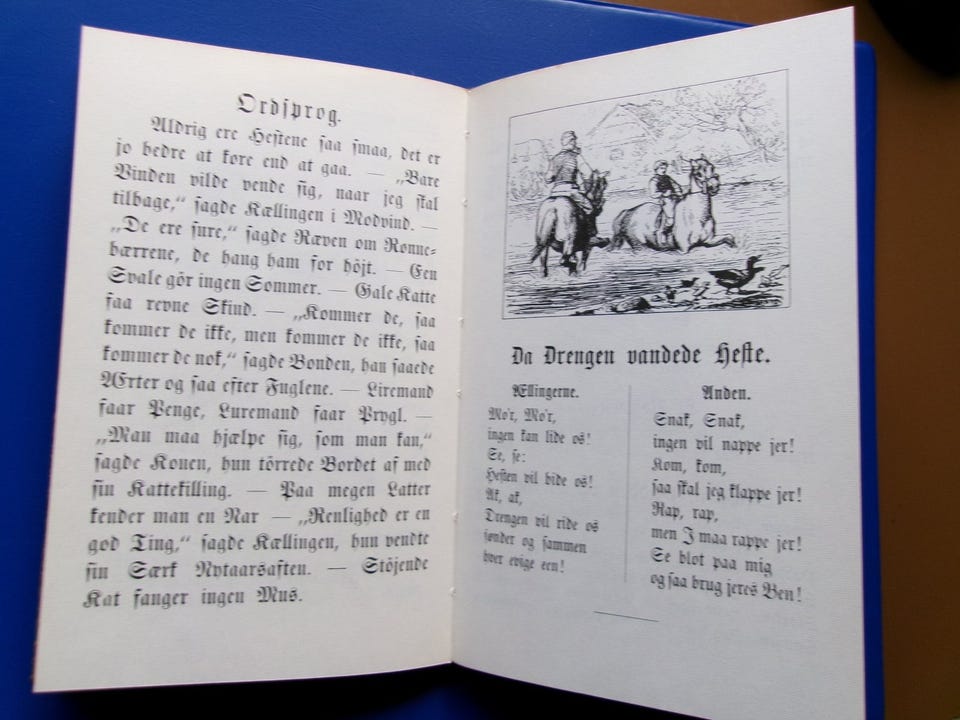 Ordsprog.
Aldrig ere Hestene saa smaa, det er
jo bedre at køre end at gaa. — „Bare
Vinden vilde vende sig, naar jeg skal
tilbage,“ sagde Kællingen i Modvind. —
„De ere sure,“ sagde Ræven om Rønne-
bærrene, de hang ham for højt. — Een
Svale gör ingen Sommer. — Gale Katte
faa revne Skind. — „Kommer de, saa
kommer de ikke, men kommer de ikke, saa
kommer de nok,“ sagde Bonden, han saaede
Ærter og saa efter Fuglene. — Liremand
faar Penge, Luremand faar Prygl. —
„Man maa hjælpe sig, som man kan,“
sagde Konen, hun törrede Bordet af med
sin Kattekilling. — Paa megen Latter
kender man en Nar — „Renlighed er en
god Ting,“ sagde Kællingen, hun vendte
sin Særk Nytaarsaften. — Stöjende
Kat fanger ingen Mus.
Da Drengen vandede Heste.
Ællingerne.
Mo'r, Mo'r,
ingen kan lide os!
Se, se:
Hesten vil bide os!
Ak, ak,
Drengen vil ride os
sønder og sammen
hver evige een!
Anden.
Snak, Snak,
ingen vil nappe jer!
Kom, kom,
saa skal jeg klappe jer!
Rap, rap,
men I maa rappe jer!
Se blot paa mig
og saa brug jeres Ben!